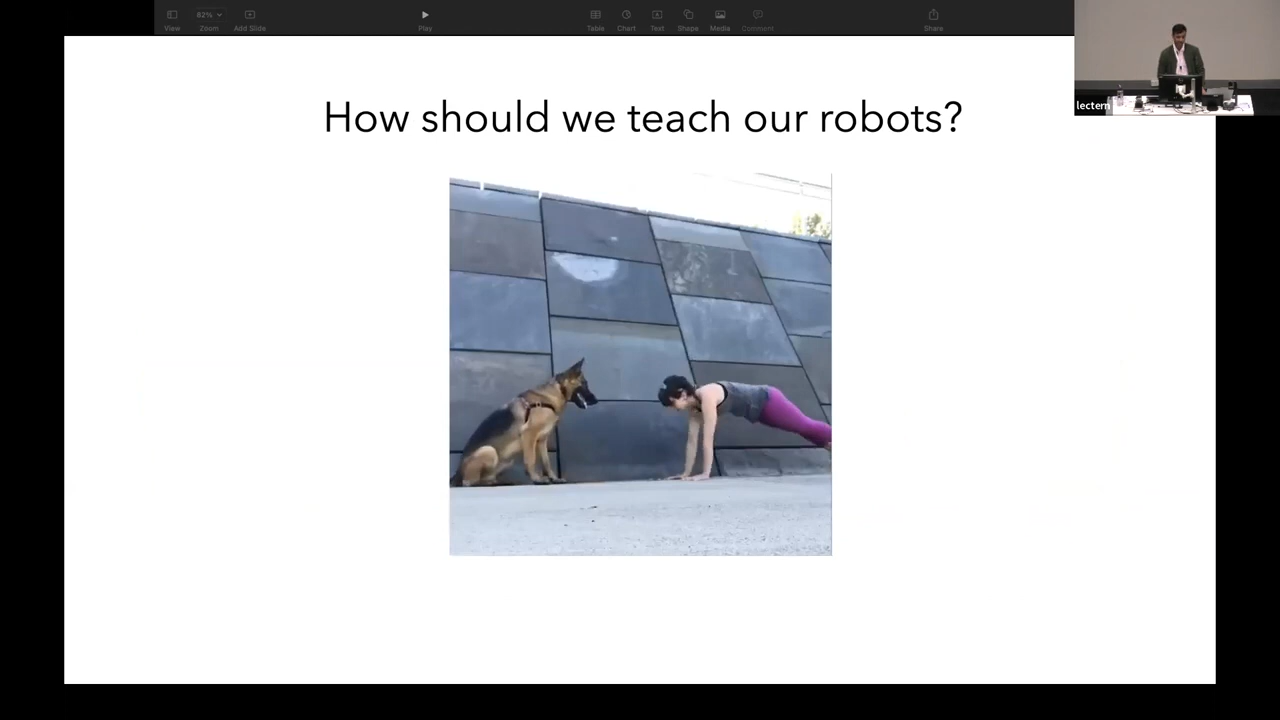 82%
View
Zoom
Add Slide
Play
Table
Chart
Text
Shape
Media
Comment
Share
lectern
How should we teach our robots?